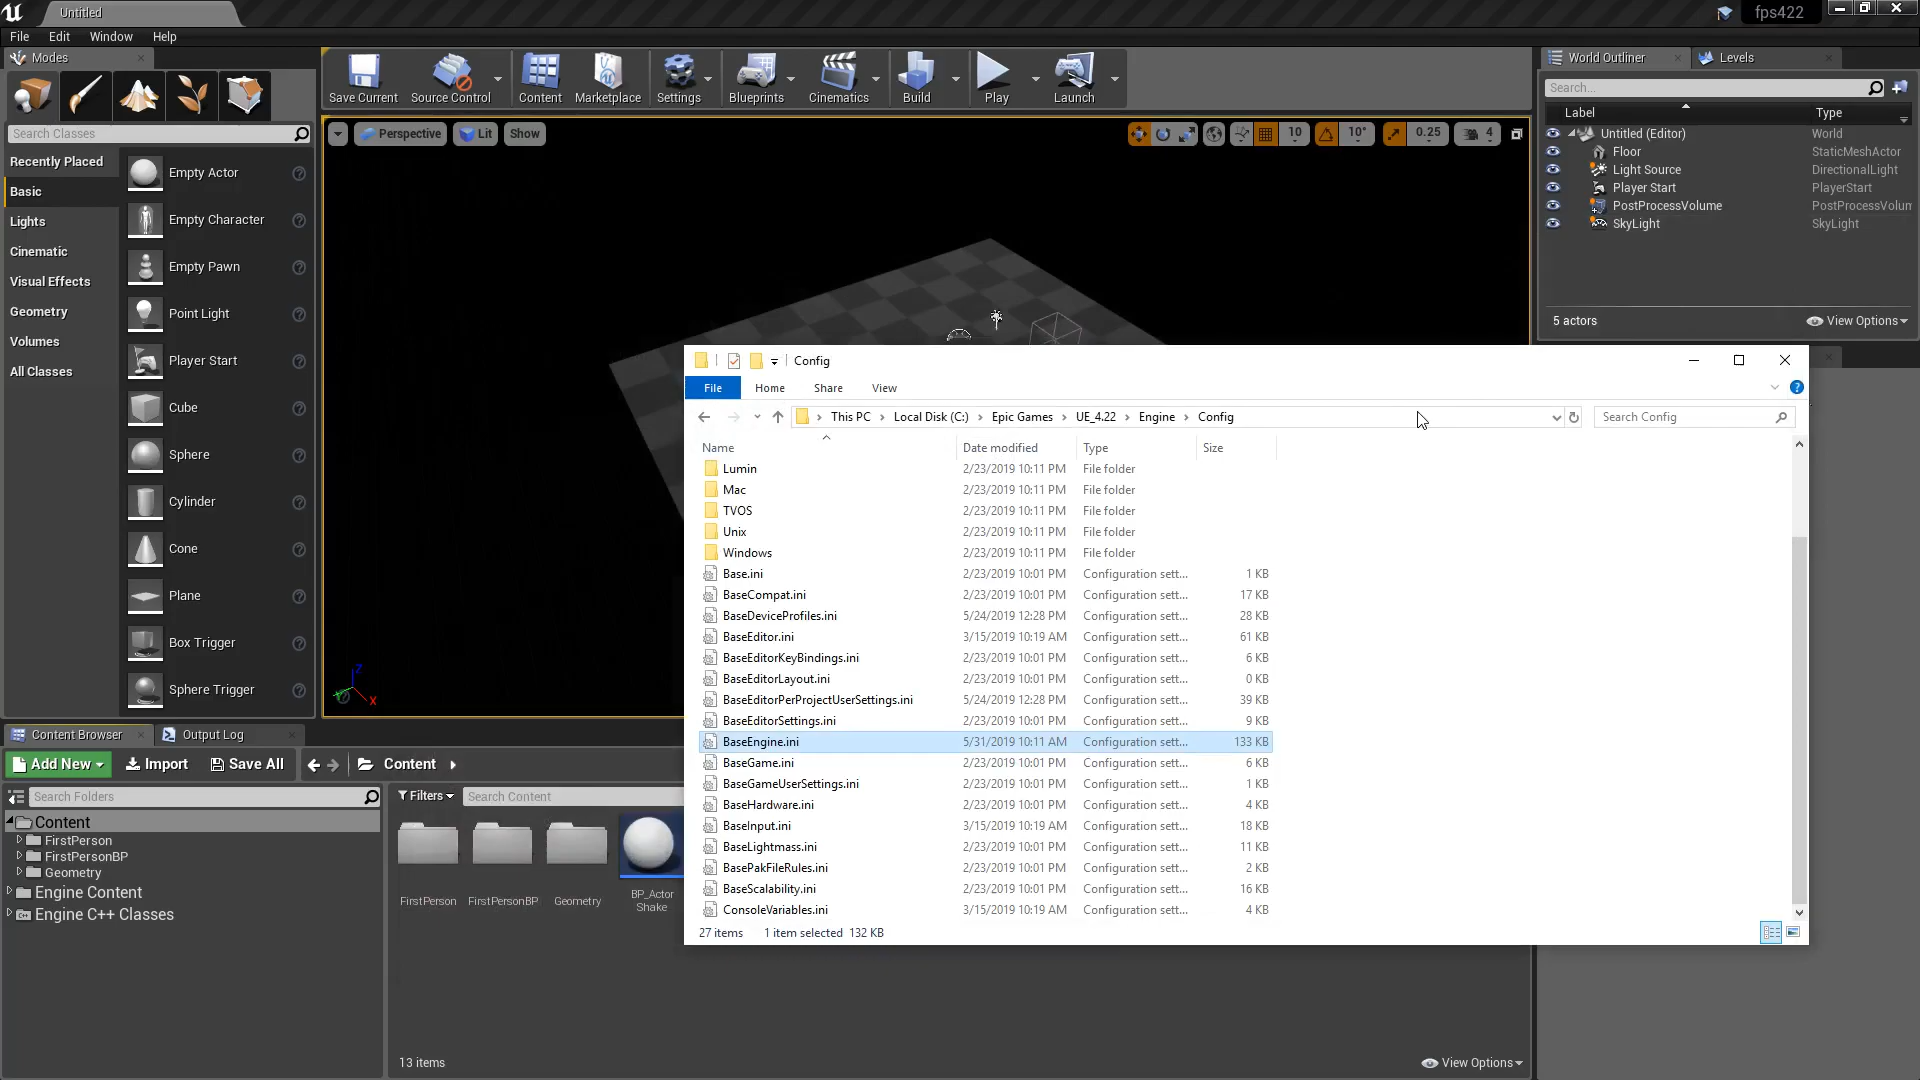 Untitled
fps422
File Edit Window Help
Modes
Search Classes
Recently Placed
Basic
Lights
Cinematic
Visual Effects
Geometry
Volumes
All Classes
Empty Actor
Empty Character
Empty Pawn
Point Light
Player Start
Cube
Sphere
Cylinder
Cone
Plane
Box Trigger
Sphere Trigger
Save Current Source Control Content Marketplace Settings Blueprints Cinematics Build Play Launch
Perspective Lit Show
10 10° 0.25 4
Z
X
World Outliner Levels
Search...
Label Type
Untitled (Editor) World
Floor StaticMeshActor
Light Source DirectionalLight
Player Start PlayerStart
PostProcessVolume PostProcessVolum
SkyLight SkyLight
5 actors View Options
Config
File Home Share View
This PC Local Disk (C:) Epic Games UE_4.22 Engine Config
Search Config
Name Date modified Type Size
Lumin 2/23/2019 10:11 PM File folder
Mac 2/23/2019 10:11 PM File folder
TVOS 2/23/2019 10:11 PM File folder
Unix 2/23/2019 10:11 PM File folder
Windows 2/23/2019 10:11 PM File folder
Base.ini 2/23/2019 10:01 PM Configuration sett... 1 KB
BaseCompat.ini 2/23/2019 10:01 PM Configuration sett... 17 KB
BaseDeviceProfiles.ini 5/24/2019 12:28 PM Configuration sett... 28 KB
BaseEditor.ini 3/15/2019 10:19 AM Configuration sett... 61 KB
BaseEditorKeyBindings.ini 2/23/2019 10:01 PM Configuration sett... 6 KB
BaseEditorLayout.ini 2/23/2019 10:01 PM Configuration sett... 0 KB
BaseEditorPerProjectUserSettings.ini 5/24/2019 12:28 PM Configuration sett... 39 KB
BaseEditorSettings.ini 2/23/2019 10:01 PM Configuration sett... 9 KB
BaseEngine.ini 5/31/2019 10:11 AM Configuration sett... 133 KB
BaseGame.ini 2/23/2019 10:01 PM Configuration sett... 6 KB
BaseGameUserSettings.ini 2/23/2019 10:01 PM Configuration sett... 1 KB
BaseHardware.ini 2/23/2019 10:01 PM Configuration sett... 4 KB
BaseInput.ini 3/15/2019 10:19 AM Configuration sett... 18 KB
BaseLightmass.ini 2/23/2019 10:01 PM Configuration sett... 11 KB
BasePakFileRules.ini 2/23/2019 10:01 PM Configuration sett... 2 KB
BaseScalability.ini 2/23/2019 10:01 PM Configuration sett... 16 KB
ConsoleVariables.ini 3/15/2019 10:19 AM Configuration sett... 4 KB
27 items 1 item selected 132 KB
Content Browser Output Log
Add New Import Save All Content
Search Folders
Content
FirstPerson
FirstPersonBP
Geometry
Engine Content
Engine C++ Classes
Filters Search Content
FirstPerson FirstPersonBP Geometry BP_Actor
Shake
13 items View Options